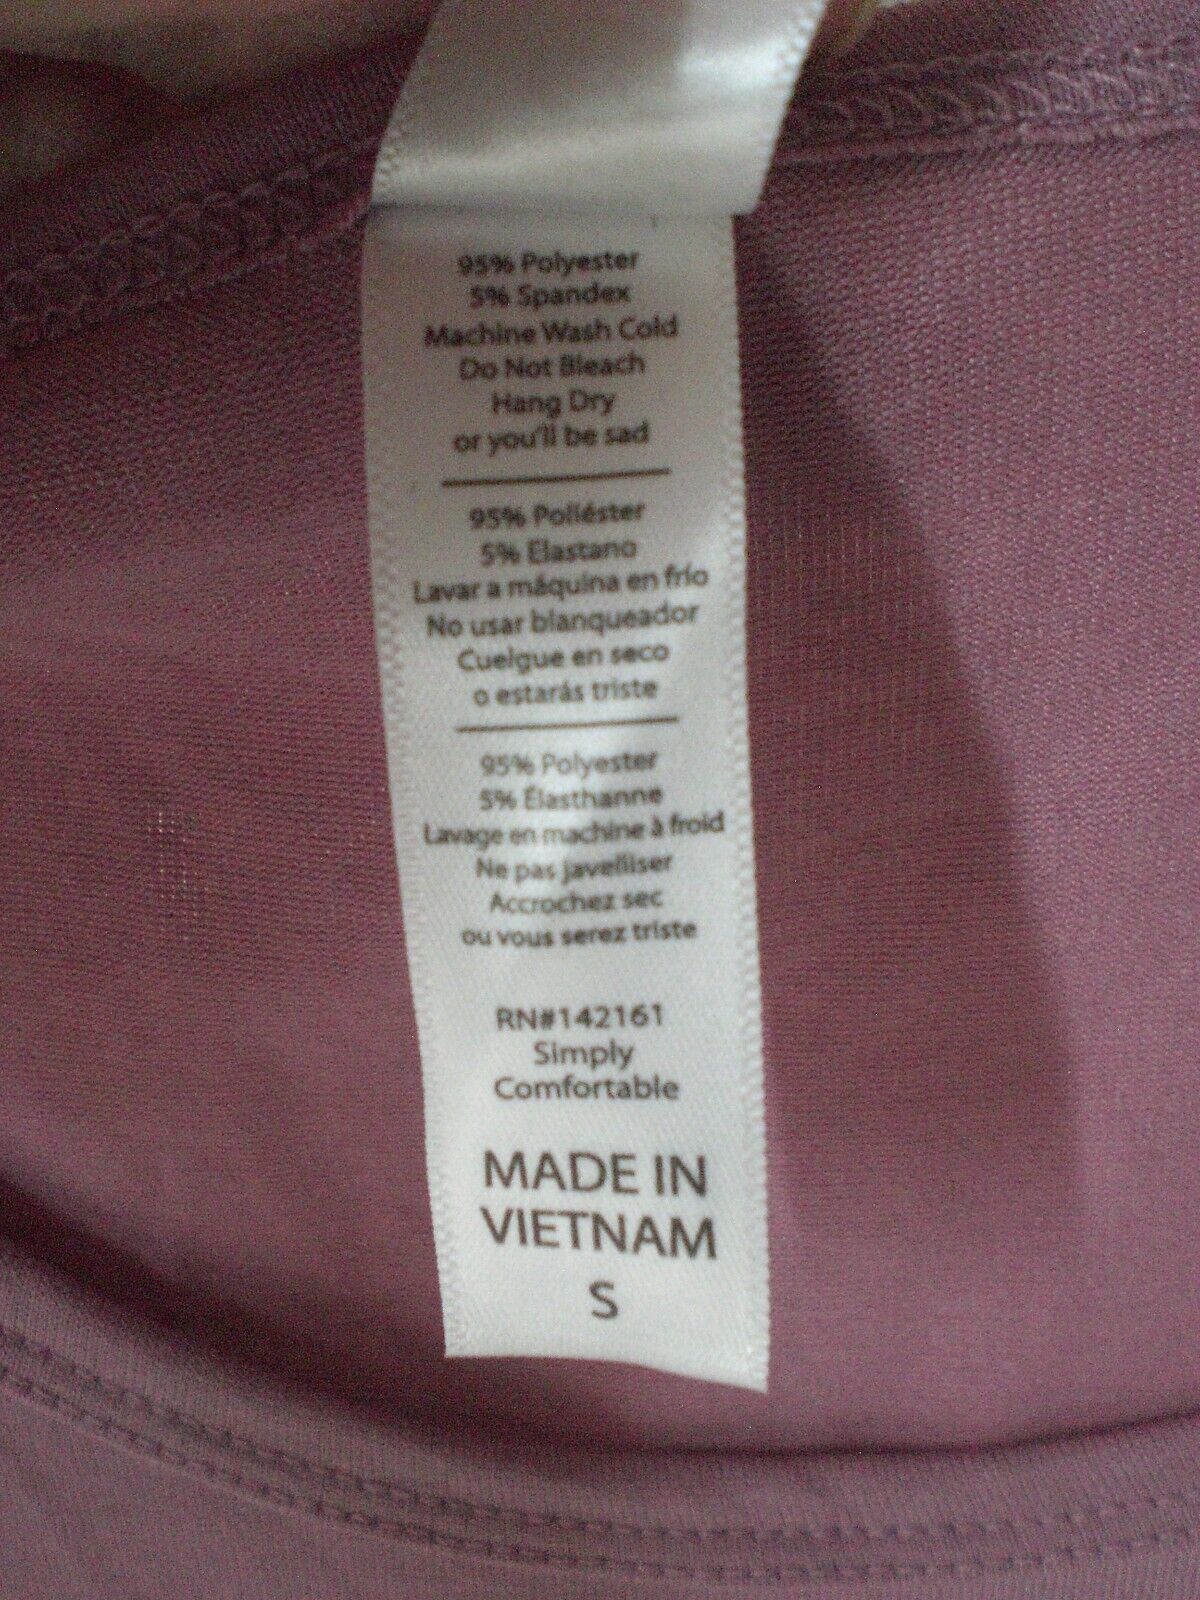 95% Polyester
5% Spandex
Machine Wash Cold
Do Not Bleach
Hang Dry
or you'll be sad
95% Poliéster
5% Elastano
Lavar a máquina en frío
No usar blanqueador
Cuelgue en seco
o estarás triste
95% Polyester
5% Élasthanne
Lavage en machine à froid
Ne pas javelliser
Accrochez sec
ou vous serez triste
RN#142161
Simply
Comfortable
MADE IN
VIETNAM
S